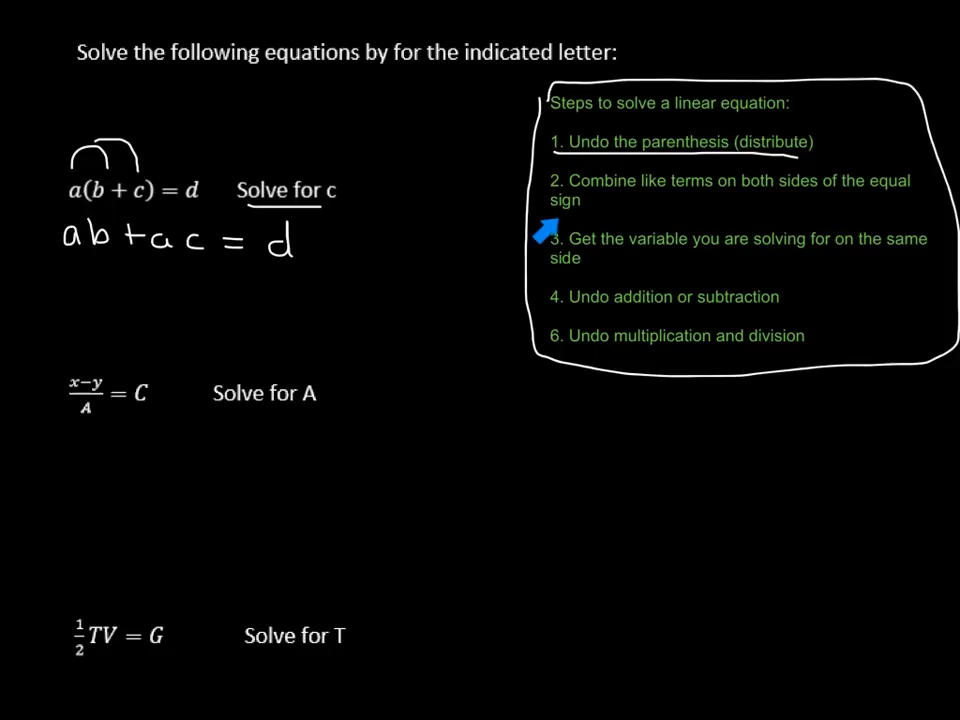 Solve the following equations by for the indicated letter:
Steps to solve a linear equation:
1. Undo the parenthesis (distribute)
2. Combine like terms on both sides of the equal
sign
3. Get the variable you are solving for on the same
side
4. Undo addition or subtraction
6. Undo multiplication and division
a(b + c) = d Solve for c
ab + ac = d
x−y/A = C Solve for A
1/2 TV = G Solve for T